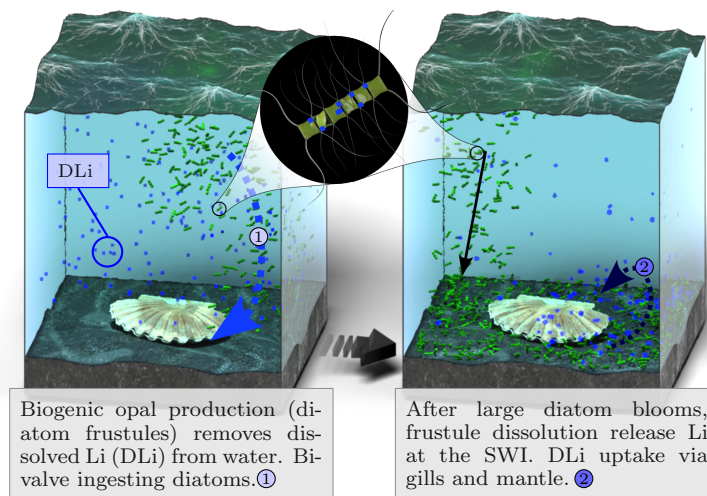 DLi
1
2
Biogenic opal production (di-
atom frustules) removes dis-
solved Li (DLi) from water. Bi-
valve ingesting diatoms. 1
After large diatom blooms,
frustule dissolution release Li
at the SWI. DLi uptake via
gills and mantle. 2